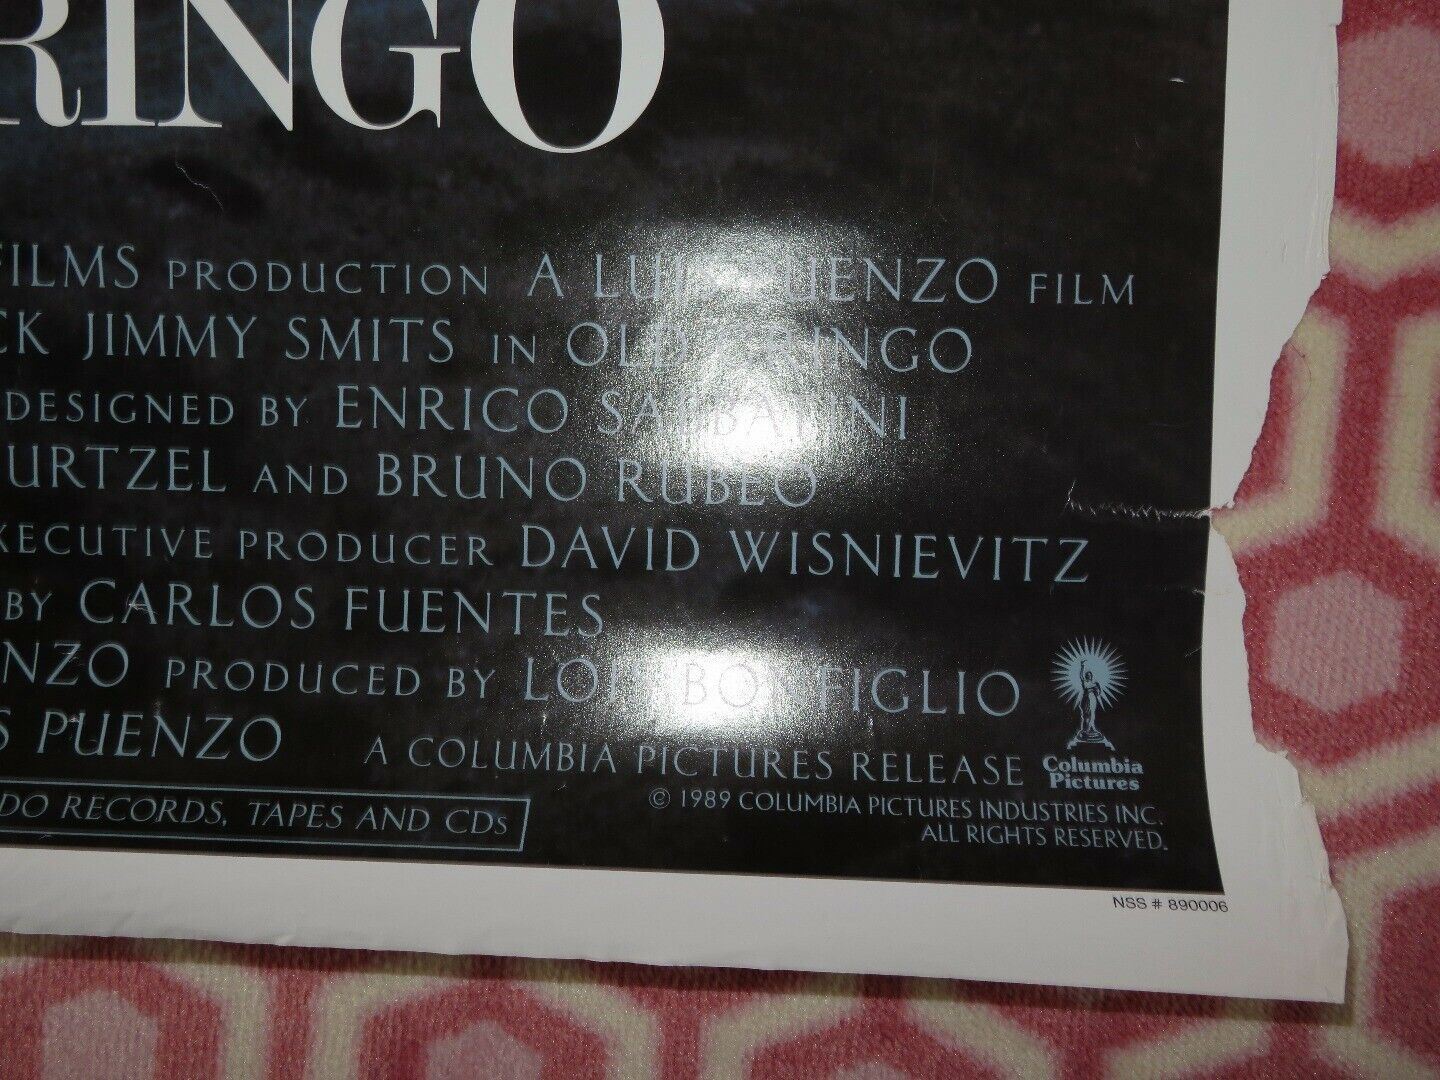 RINGO
FILMS PRODUCTION A LUIS PUENZO FILM
CK JIMMY SMITS IN OLD GRINGO
DESIGNED BY ENRICO SABBATINI
URTZEL AND BRUNO RUBEO
XECUTIVE PRODUCER DAVID WISNIEVITZ
BY CARLOS FUENTES
NZO PRODUCED BY LOIS BONFIGLIO
S PUENZO A COLUMBIA PICTURES RELEASE
Columbia
Pictures
DO RECORDS, TAPES AND CDs
© 1989 COLUMBIA PICTURES INDUSTRIES INC.
ALL RIGHTS RESERVED.
NSS # 890006